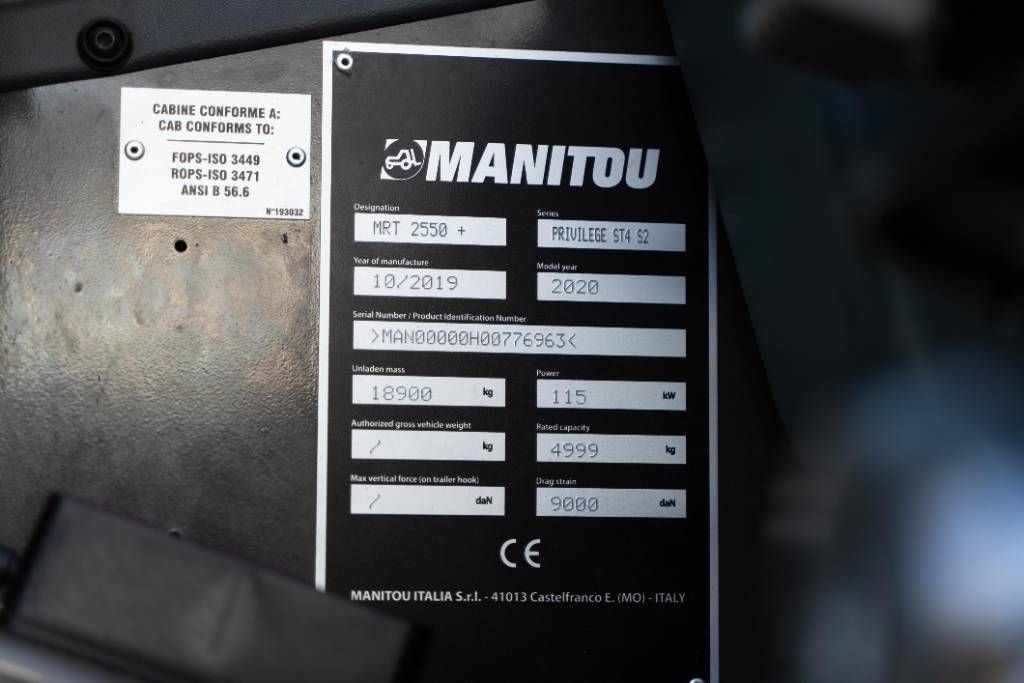 CABINE CONFORME A:
CAB CONFORMS TO:
FOPS-ISO 3449
ROPS-ISO 3471
ANSI B 56.6
N°193032
MANITOU
Designation
MRT 2550 +
Series
PRIVILEGE ST4 S2
Year of manufacture
10/2019
Model year
2020
Serial Number / Product Identification Number
>MAN00000H00776963<
Unladen mass
18900 kg
Power
115 kW
Authorized gross vehicle weight
/ kg
Rated capacity
4999 kg
Max vertical force (on trailer hook)
/ daN
Drag strain
9000 daN
CE
MANITOU ITALIA S.r.l. - 41013 Castelfranco E. (MO) - ITALY